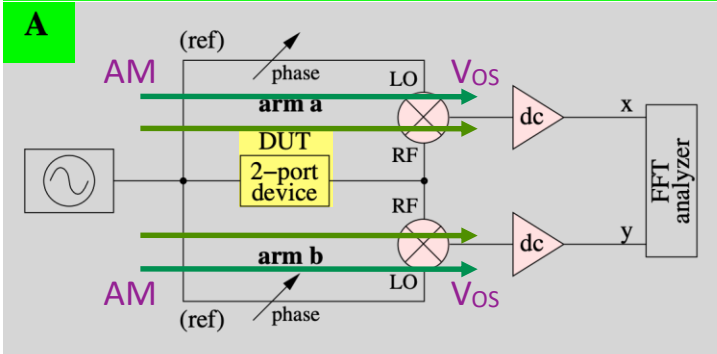 A
(ref)
AM
phase
LO
Vos
arm a
dc
x
DUT
RF
2-port
device
FFT
analyzer
RF
arm b
dc
y
AM
LO
Vos
(ref)
phase